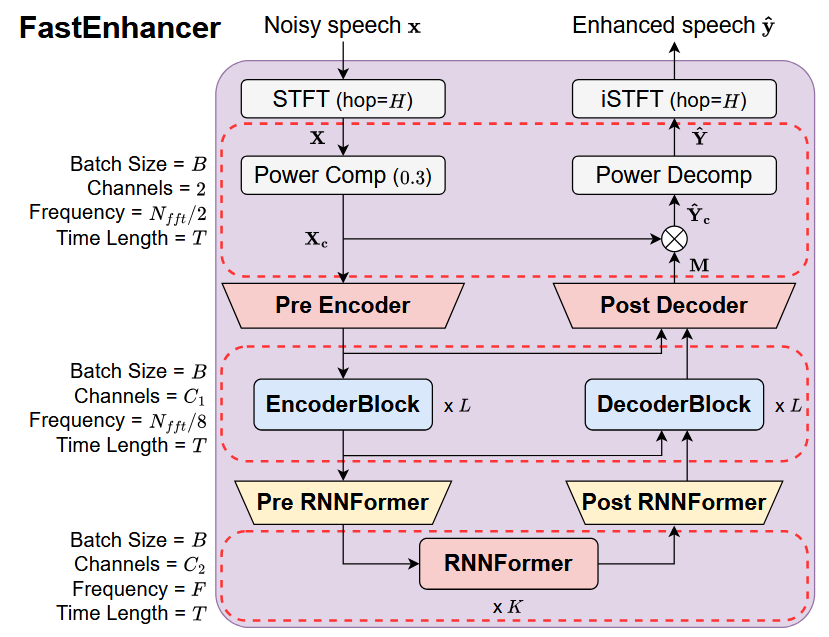 FastEnhancer
Noisy speech x
Enhanced speech ŷ
STFT (hop=H)
iSTFT (hop=H)
X
Ŷ
Batch Size = B
Channels = 2
Frequency = N_fft/2
Time Length = T
Power Comp (0.3)
Power Decomp
X_c
Ŷ_c
M
Pre Encoder
Post Decoder
Batch Size = B
Channels = C₁
Frequency = N_fft/8
Time Length = T
EncoderBlock
x L
DecoderBlock
x L
Pre RNNFormer
Post RNNFormer
Batch Size = B
Channels = C₂
Frequency = F
Time Length = T
RNNFormer
x K